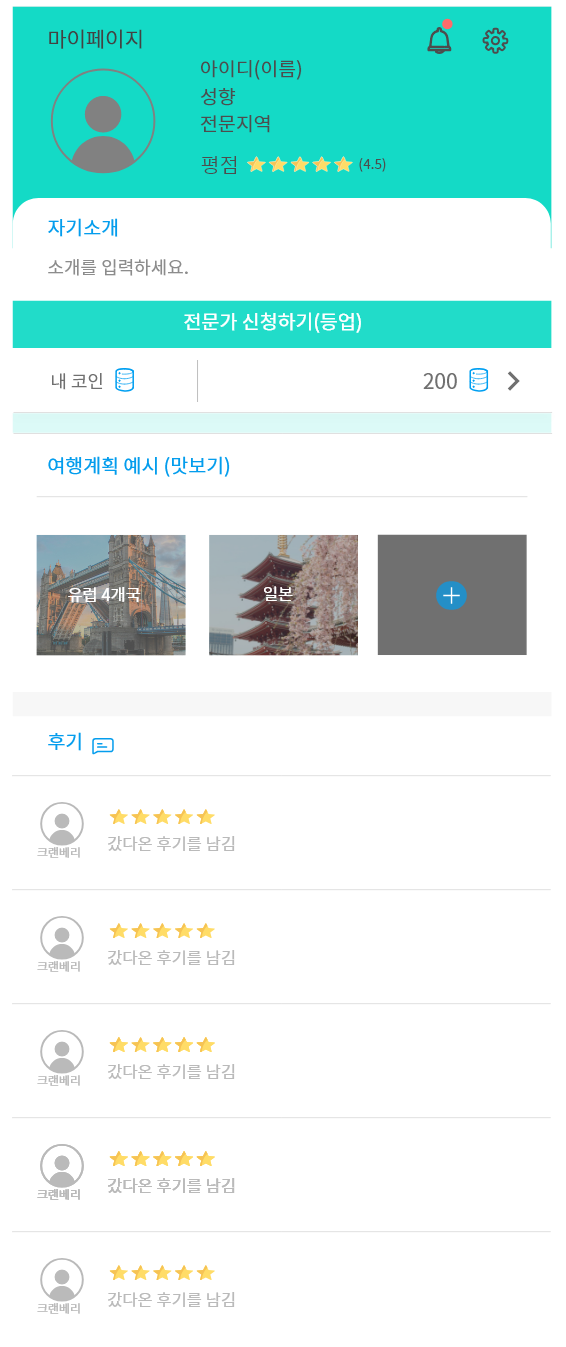 마이페이지
아이디(이름)
성향
전문지역
평점 (4.5)
자기소개
소개를 입력하세요.
전문가 신청하기(등업)
내 코인 200
여행계획 예시 (맛보기)
유럽 4개국 일본
후기
갔다온 후기를 남김
크랜베리
갔다온 후기를 남김
크랜베리
갔다온 후기를 남김
크랜베리
갔다온 후기를 남김
크랜베리
갔다온 후기를 남김
크랜베리